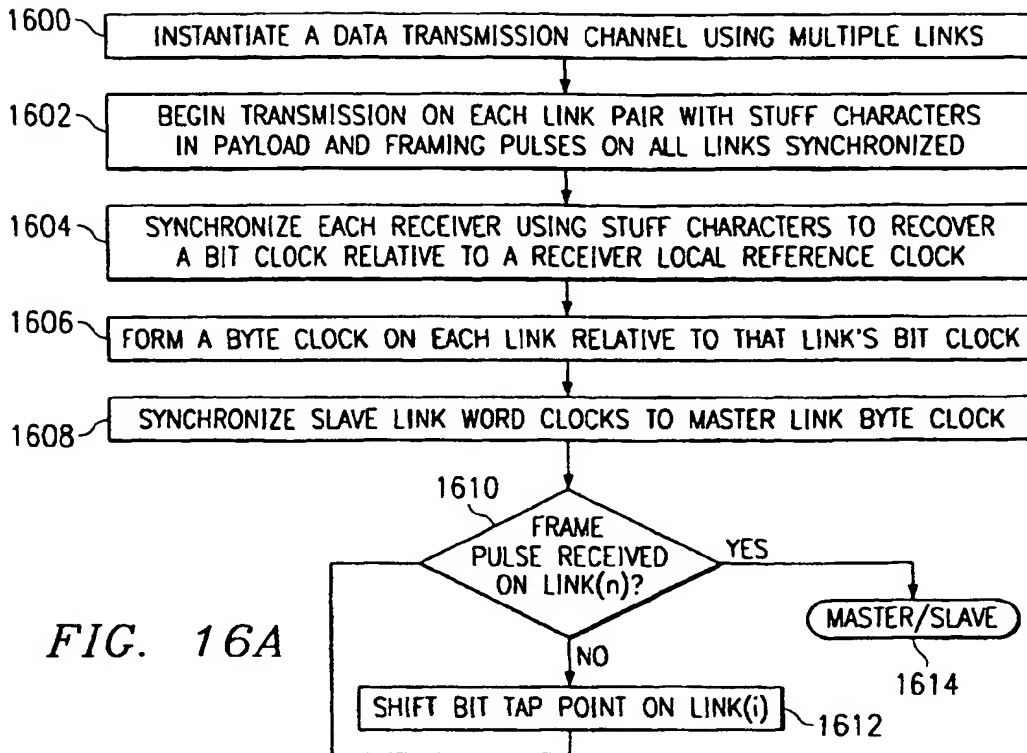 1600
INSTANTIATE A DATA TRANSMISSION CHANNEL USING MULTIPLE LINKS
1602
BEGIN TRANSMISSION ON EACH LINK PAIR WITH STUFF CHARACTERS
IN PAYLOAD AND FRAMING PULSES ON ALL LINKS SYNCHRONIZED
1604
SYNCHRONIZE EACH RECEIVER USING STUFF CHARACTERS TO RECOVER
A BIT CLOCK RELATIVE TO A RECEIVER LOCAL REFERENCE CLOCK
1606
FORM A BYTE CLOCK ON EACH LINK RELATIVE TO THAT LINK'S BIT CLOCK
1608
SYNCHRONIZE SLAVE LINK WORD CLOCKS TO MASTER LINK BYTE CLOCK
1610
FRAME
PULSE RECEIVED
ON LINK(n)?
YES
MASTER/SLAVE
1614
NO
SHIFT BIT TAP POINT ON LINK(i)
1612
FIG. 16A